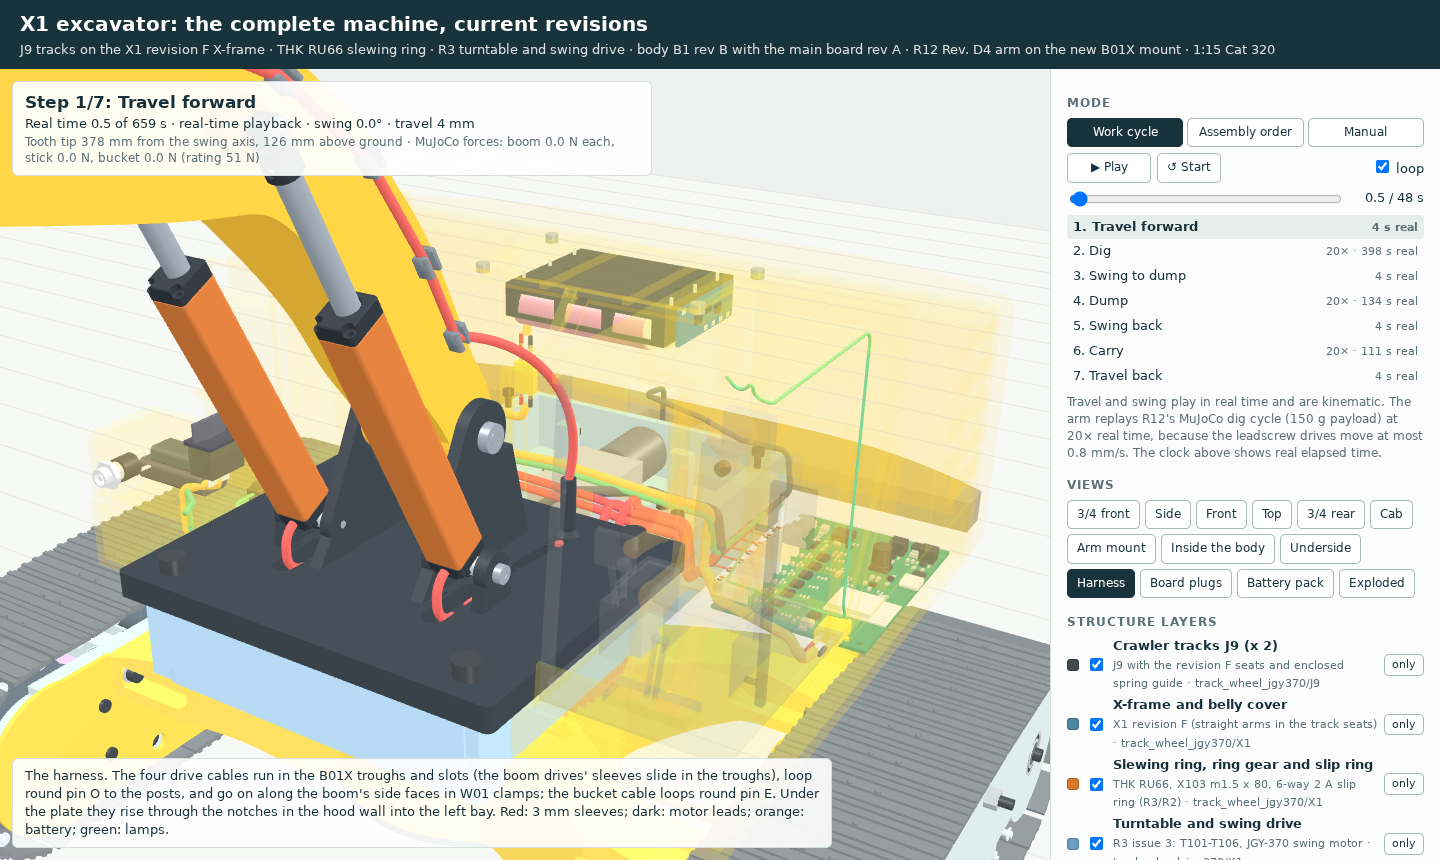 X1 excavator: the complete machine, current revisions
J9 tracks on the X1 revision F X-frame · THK RU66 slewing ring · R3 turntable and swing drive · body B1 rev B with the main board rev A · R12 Rev. D4 arm on the new B01X mount · 1:15 Cat 320
Step 1/7: Travel forward
Real time 0.5 of 659 s · real-time playback · swing 0.0° · travel 4 mm
Tooth tip 378 mm from the swing axis, 126 mm above ground · MuJoCo forces: boom 0.0 N each,
stick 0.0 N, bucket 0.0 N (rating 51 N)
The harness. The four drive cables run in the B01X troughs and slots (the boom drives' sleeves slide in the troughs), loop
round pin O to the posts, and go on along the boom's side faces in W01 clamps; the bucket cable loops round pin E. Under
the plate they rise through the notches in the hood wall into the left bay. Red: 3 mm sleeves; dark: motor leads; orange:
battery; green: lamps.
MODE
Work cycle
Assembly order
Manual
▶ Play
↺ Start
loop
0.5 / 48 s
1. Travel forward 4 s real
2. Dig 20× · 398 s real
3. Swing to dump 4 s real
4. Dump 20× · 134 s real
5. Swing back 4 s real
6. Carry 20× · 111 s real
7. Travel back 4 s real
Travel and swing play in real time and are kinematic. The
arm replays R12's MuJoCo dig cycle (150 g payload) at
20× real time, because the leadscrew drives move at most
0.8 mm/s. The clock above shows real elapsed time.
VIEWS
3/4 front
Side
Front
Top
3/4 rear
Cab
Arm mount
Inside the body
Underside
Harness
Board plugs
Battery pack
Exploded
STRUCTURE LAYERS
Crawler tracks J9 (x 2)
J9 with the revision F seats and enclosed
spring guide · track_wheel_jgy370/J9
only
X-frame and belly cover
X1 revision F (straight arms in the track seats)
· track_wheel_jgy370/X1
only
Slewing ring, ring gear and slip ring
THK RU66, X103 m1.5 x 80, 6-way 2 A slip
ring (R3/R2) · track_wheel_jgy370/X1
only
Turntable and swing drive
R3 issue 3: T101-T106, JGY-370 swing motor ·
only